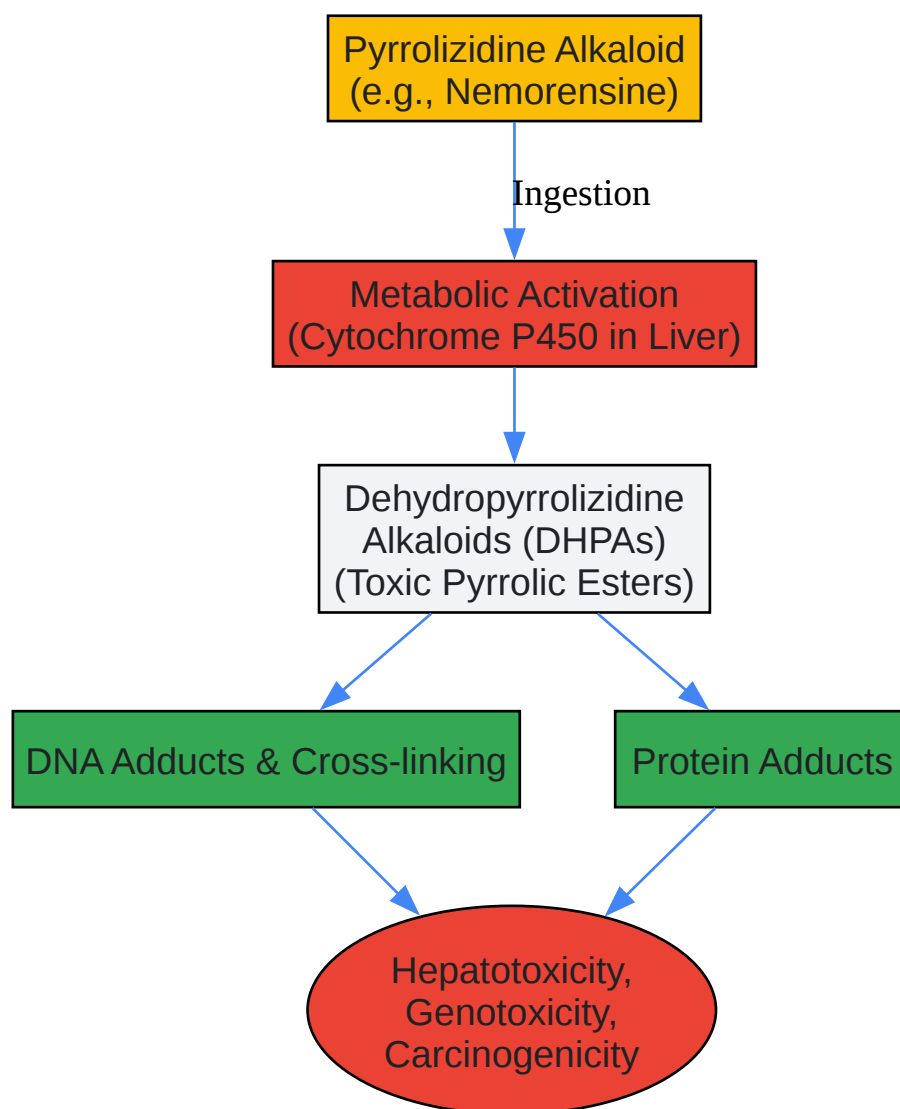 Pyrrolizidine Alkaloid
(e.g., Nemorensine)
Ingestion
Metabolic Activation
(Cytochrome P450 in Liver)
Dehydropyrrolizidine
Alkaloids (DHPAs)
(Toxic Pyrrolic Esters)
DNA Adducts & Cross-linking
Protein Adducts
Hepatotoxicity,
Genotoxicity,
Carcinogenicity